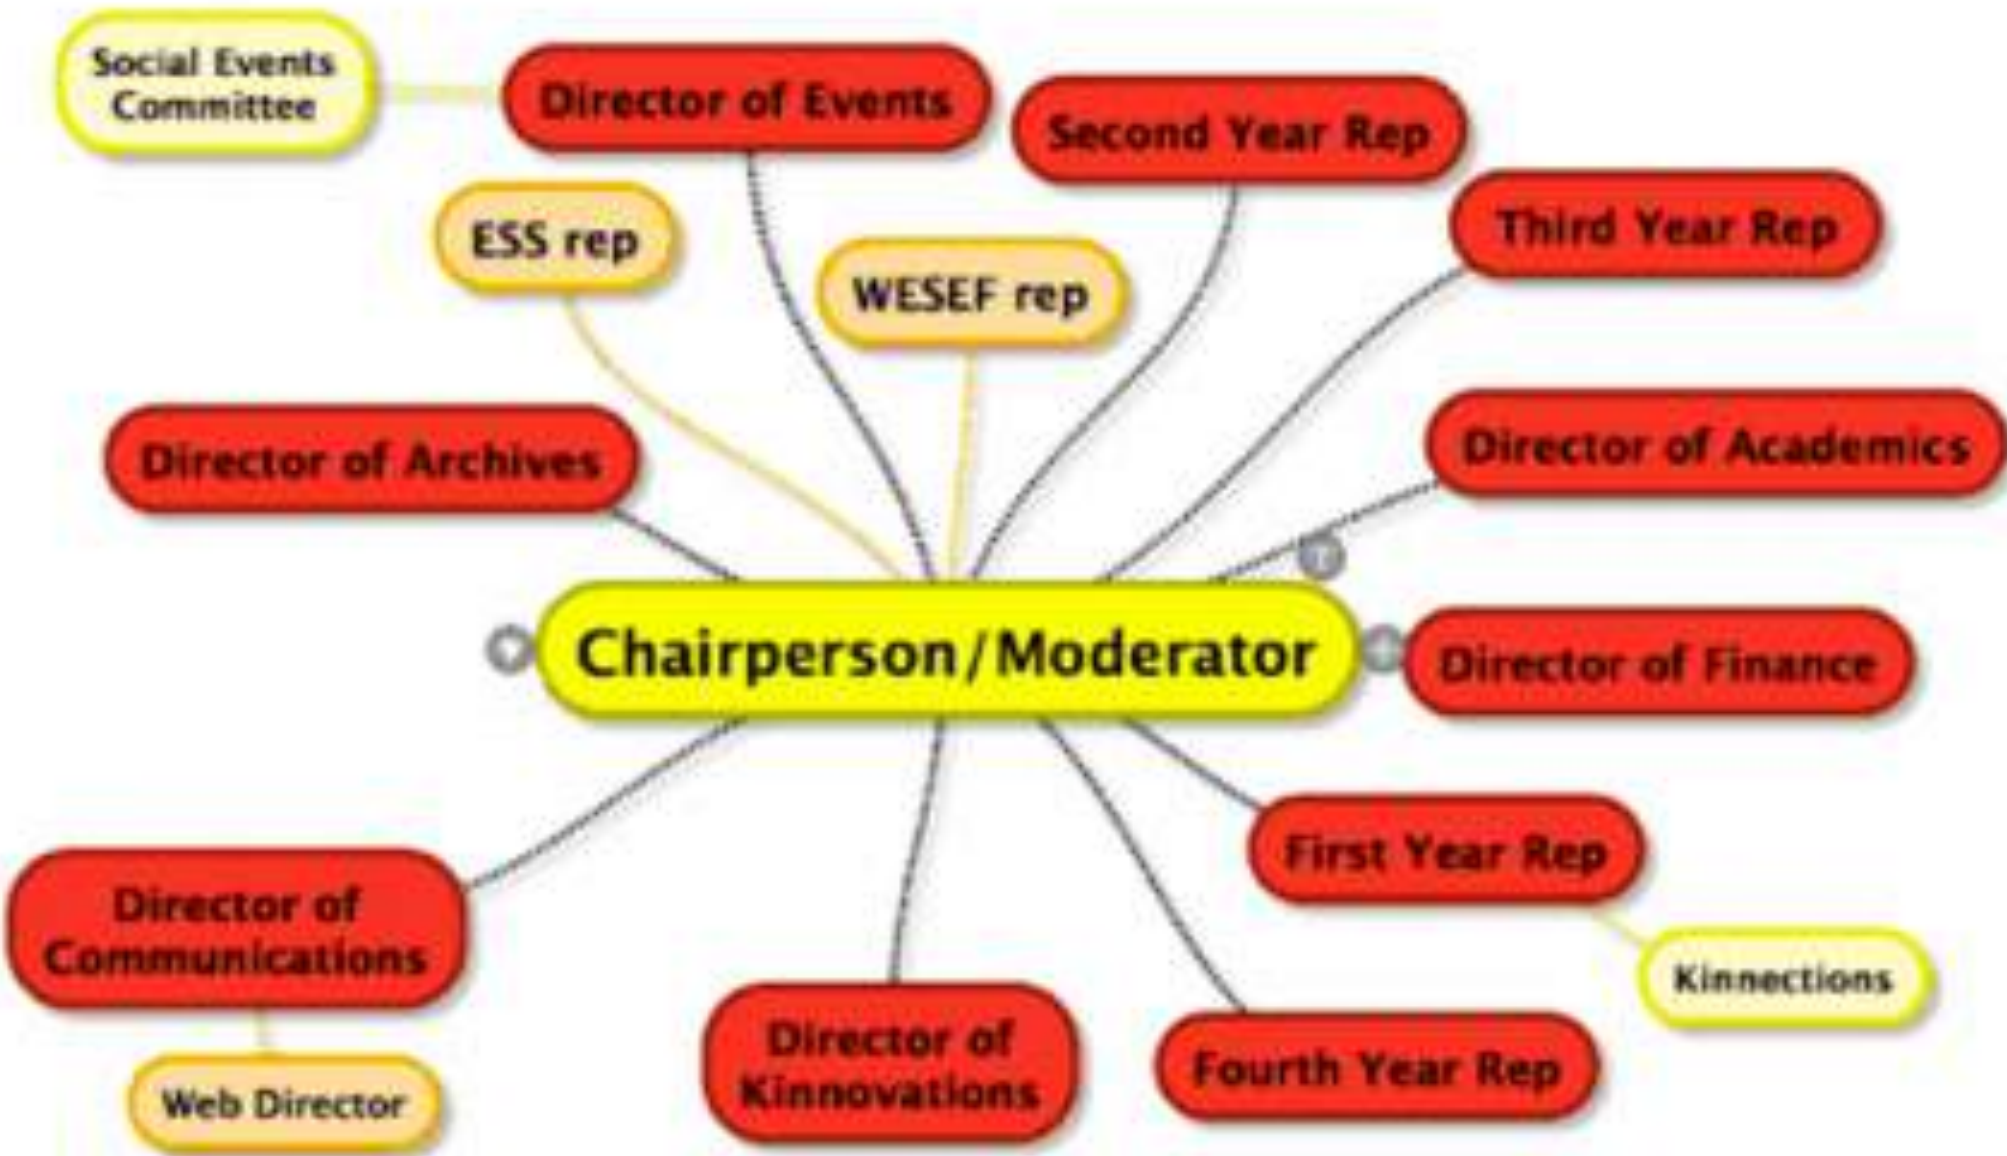 Social Events
Committee
Director of Events
Second Year Rep
ESS rep
Third Year Rep
WESEF rep
Director of Archives
Director of Academics
Chairperson/Moderator
Director of Finance
First Year Rep
Director of
Communications
Kinnections
Director of
Kinnovations
Fourth Year Rep
Web Director